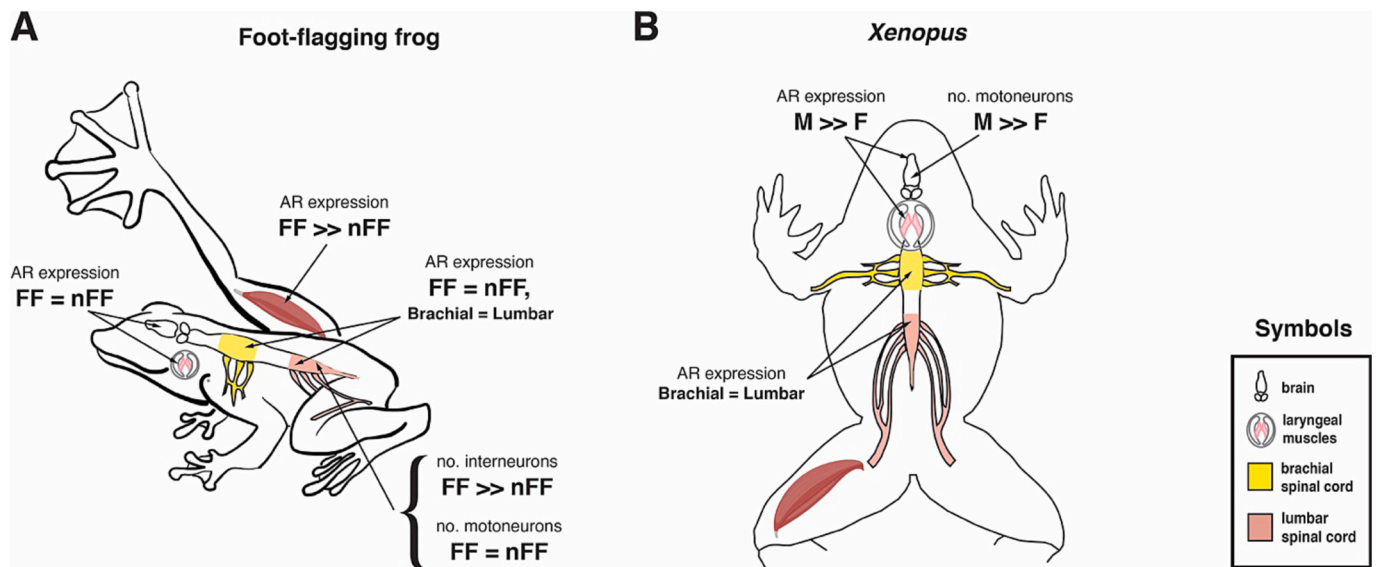 A
Foot-flagging frog
AR expression
FF >> nFF
AR expression
FF = nFF
AR expression
FF = nFF,
Brachial = Lumbar
no. interneurons
FF >> nFF
no. motoneurons
FF = nFF
B
Xenopus
AR expression
M >> F
no. motoneurons
M >> F
AR expression
Brachial = Lumbar
Symbols
brain
laryngeal
muscles
brachial
spinal cord
lumbar
spinal cord